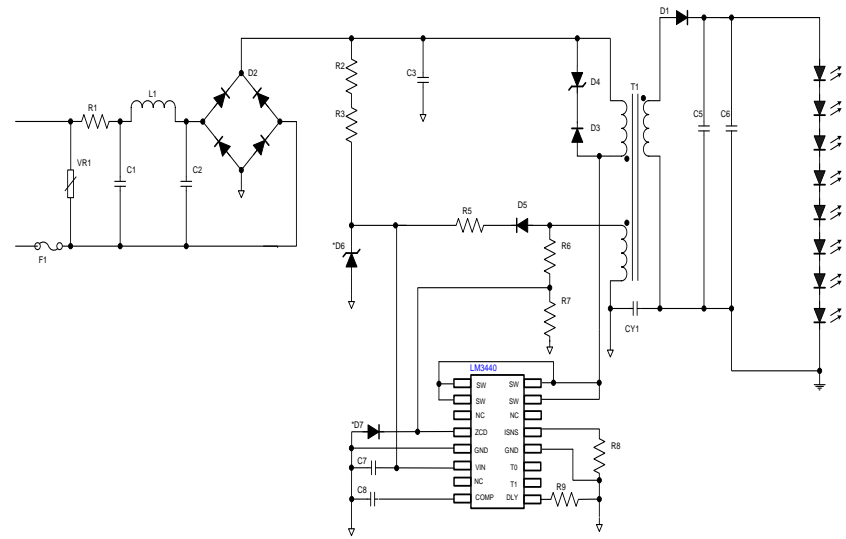 D1
R2
D2
C3
D4
T1
L1
R1
R3
D3
C5
C6
VR1
C1
C2
R5
D5
*D6
R6
F1
R7
CY1
LM3440
SW
SW
SW
SW
NC
NC
*D7
ZCD
ISNS
GND
GND
R8
C7
VIN
T0
NC
T1
R9
C8
COMP
DLY